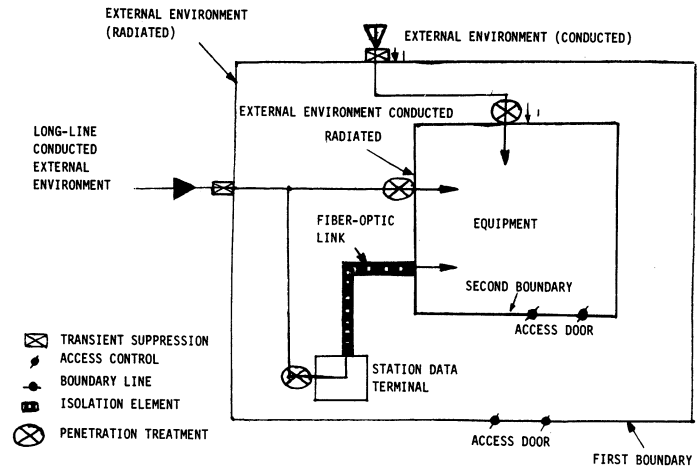 EXTERNAL ENVIRONMENT
(RADIATED)
EXTERNAL ENVIRONMENT (CONDUCTED)
EXTERNAL ENVIRONMENT CONDUCTED
RADIATED
LONG-LINE
CONDUCTED
EXTERNAL
ENVIRONMENT
FIBER-OPTIC
LINK
EQUIPMENT
SECOND BOUNDARY
ACCESS DOOR
STATION DATA
TERMINAL
TRANSIENT SUPPRESSION
ACCESS CONTROL
BOUNDARY LINE
ISOLATION ELEMENT
PENETRATION TREATMENT
ACCESS DOOR
FIRST BOUNDARY